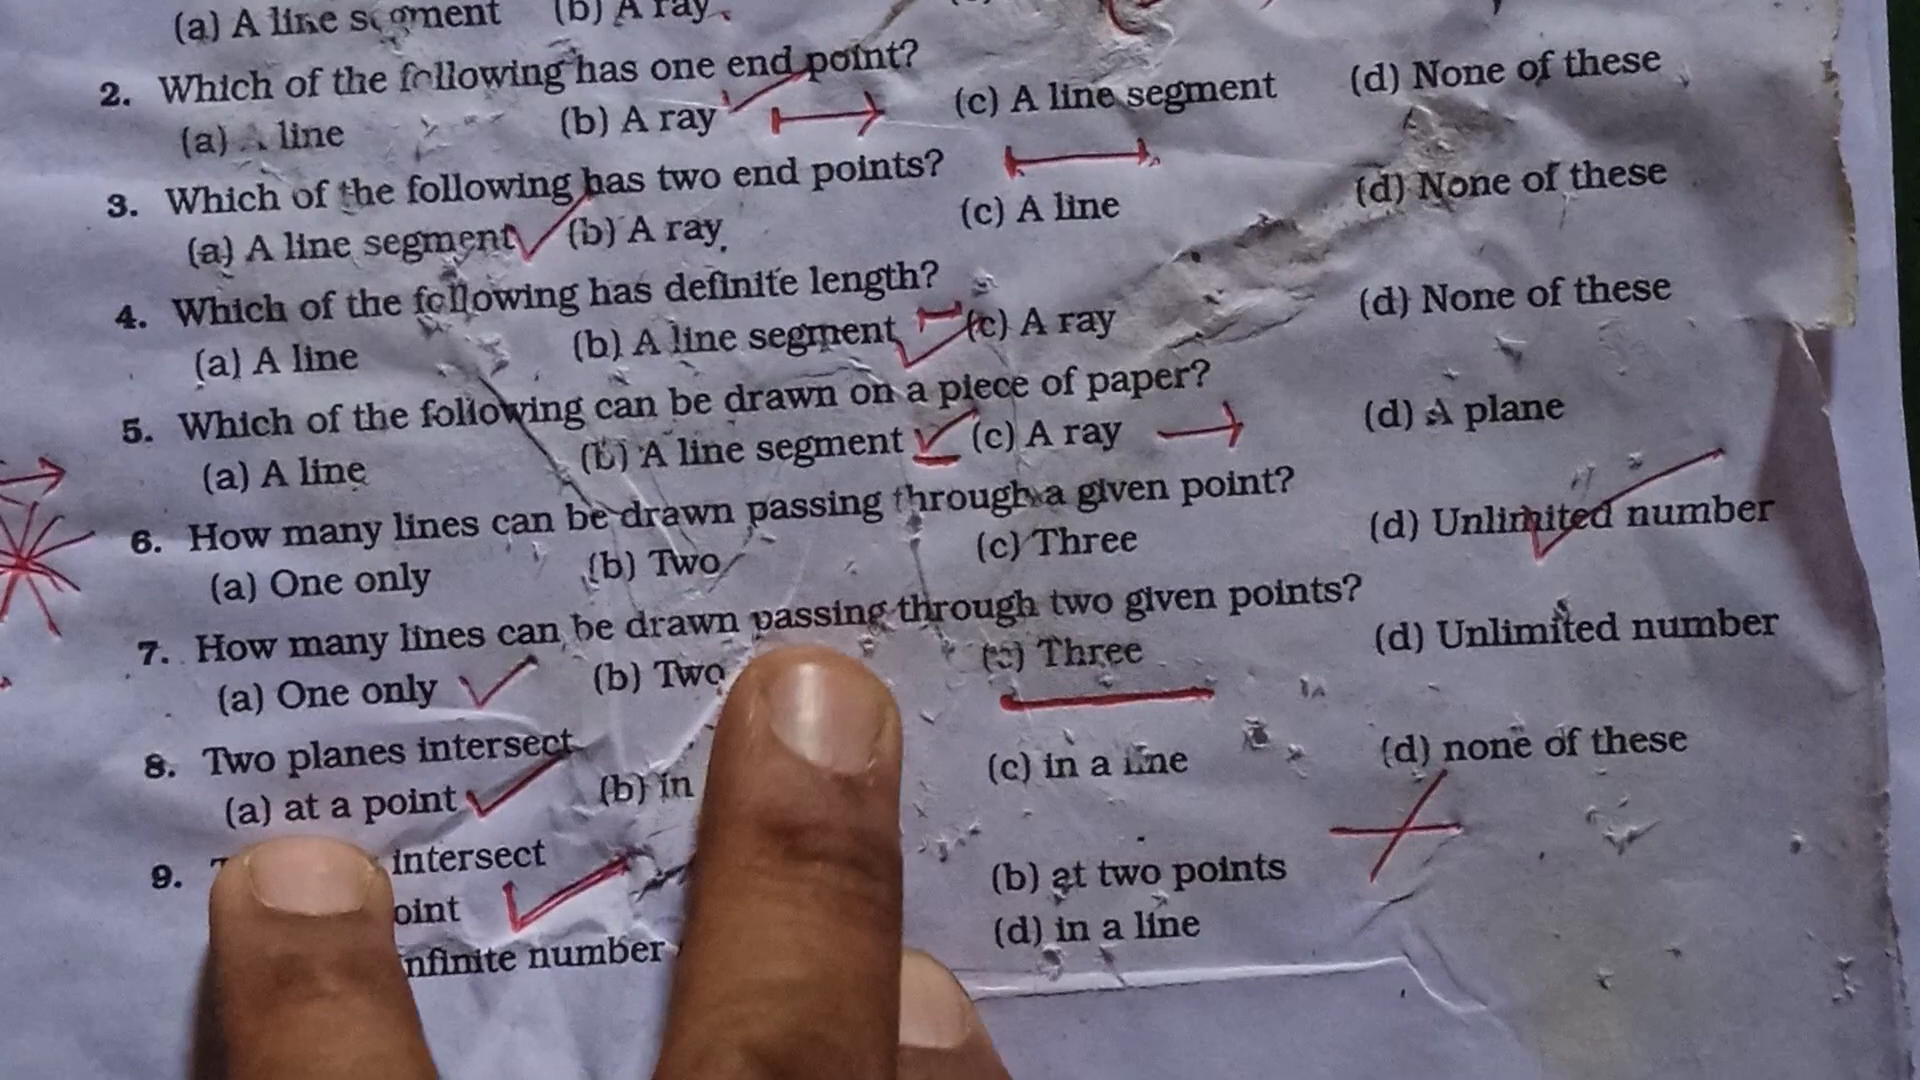 (a) A line segment (b) A ray
2. Which of the following has one end point?
(a) A line (b) A ray (c) A line segment (d) None of these
3. Which of the following has two end points?
(a) A line segment (b) A ray (c) A line (d) None of these
4. Which of the following has definite length?
(a) A line (b) A line segment (c) A ray (d) None of these
5. Which of the following can be drawn on a piece of paper?
(a) A line (b) A line segment (c) A ray (d) A plane
6. How many lines can be drawn passing through a given point?
(a) One only (b) Two (c) Three (d) Unlimited number
7. How many lines can be drawn passing through two given points?
(a) One only (b) Two (c) Three (d) Unlimited number
8. Two planes intersect
(a) at a point (b) in (c) in a line (d) none of these
9. intersect
oint (b) at two points
nfinite number (d) in a line